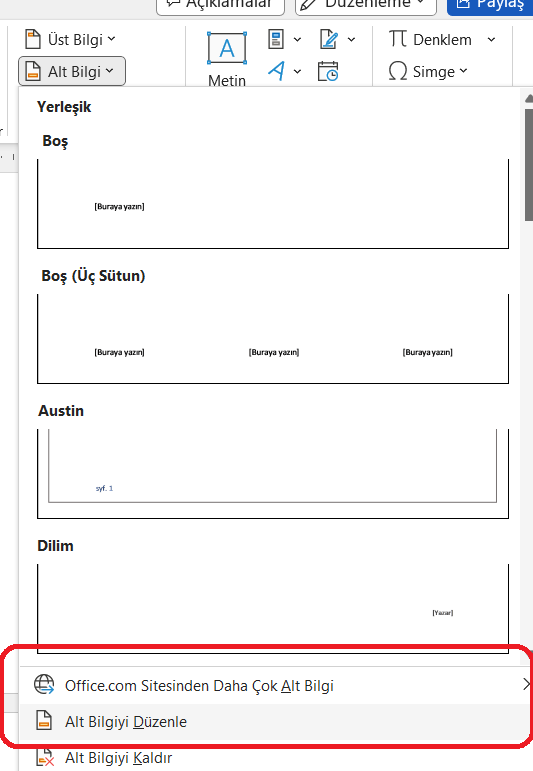 Açıklamalar Düzenleme Paylaş
Üst Bilgi Denklem
Alt Bilgi Metin Simge
Yerleşik
Boş
[Buraya yazın]
Boş (Üç Sütun)
[Buraya yazın] [Buraya yazın] [Buraya yazın]
Austin
syf. 1
Dilim
[Yazar]
Office.com Sitesinden Daha Çok Alt Bilgi
Alt Bilgiyi Düzenle
Alt Bilgiyi Kaldır